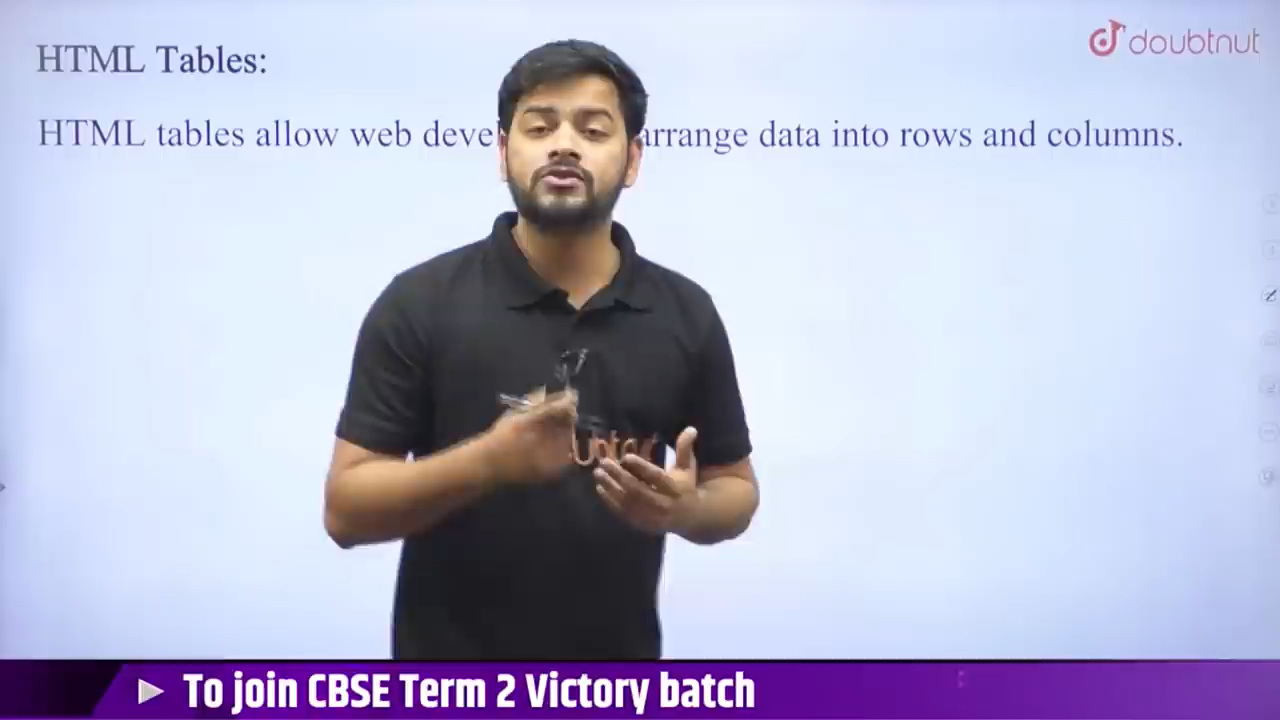 HTML Tables:
doubtnut
HTML tables allow web deve arrange data into rows and columns.
To join CBSE Term 2 Victory batch